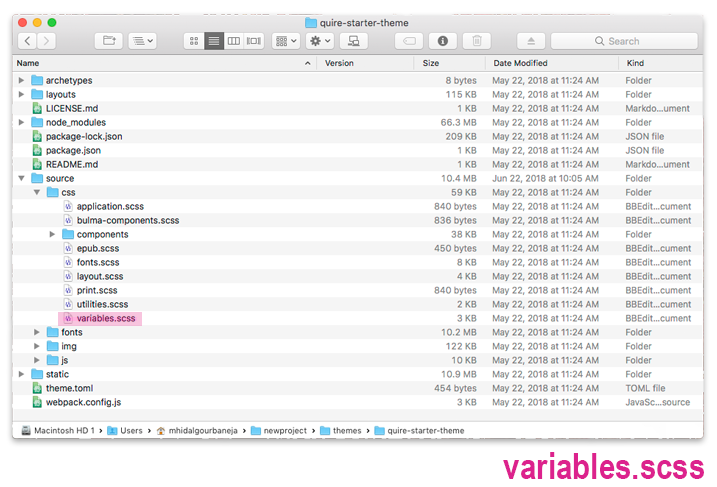 quire-starter-theme
Search
Name Version Size Date Modified Kind
archetypes 8 bytes May 22, 2018 at 11:24 AM Folder
layouts 115 KB May 22, 2018 at 11:24 AM Folder
LICENSE.md 1 KB May 22, 2018 at 11:24 AM Markdo...ument
node_modules 66.3 MB May 22, 2018 at 11:24 AM Folder
package-lock.json 209 KB May 22, 2018 at 11:24 AM JSON file
package.json 1 KB May 22, 2018 at 11:24 AM JSON file
README.md 1 KB May 22, 2018 at 11:24 AM Markdo...ument
source 10.4 MB Jun 22, 2018 at 10:05 AM Folder
css 59 KB May 22, 2018 at 11:24 AM Folder
application.scss 840 bytes May 22, 2018 at 11:24 AM BBEdit...cument
bulma-components.scss 836 bytes May 22, 2018 at 11:24 AM BBEdit...cument
components 38 KB May 22, 2018 at 11:24 AM Folder
epub.scss 450 bytes May 22, 2018 at 11:24 AM BBEdit...cument
fonts.scss 8 KB May 22, 2018 at 11:24 AM BBEdit...cument
layout.scss 4 KB May 22, 2018 at 11:24 AM BBEdit...cument
print.scss 840 bytes May 22, 2018 at 11:24 AM BBEdit...cument
utilities.scss 2 KB May 22, 2018 at 11:24 AM BBEdit...cument
variables.scss 3 KB May 22, 2018 at 11:24 AM BBEdit...cument
fonts 10.2 MB May 22, 2018 at 11:24 AM Folder
img 122 KB May 22, 2018 at 11:24 AM Folder
js 10 KB May 22, 2018 at 11:24 AM Folder
static 10.9 MB May 22, 2018 at 11:24 AM Folder
theme.toml 454 bytes May 22, 2018 at 11:24 AM TOML file
webpack.config.js 3 KB May 22, 2018 at 11:24 AM JavaSc...source
Macintosh HD 1 Users mhidalgourbaneja newproject themes quire-starter-theme
variables.scss